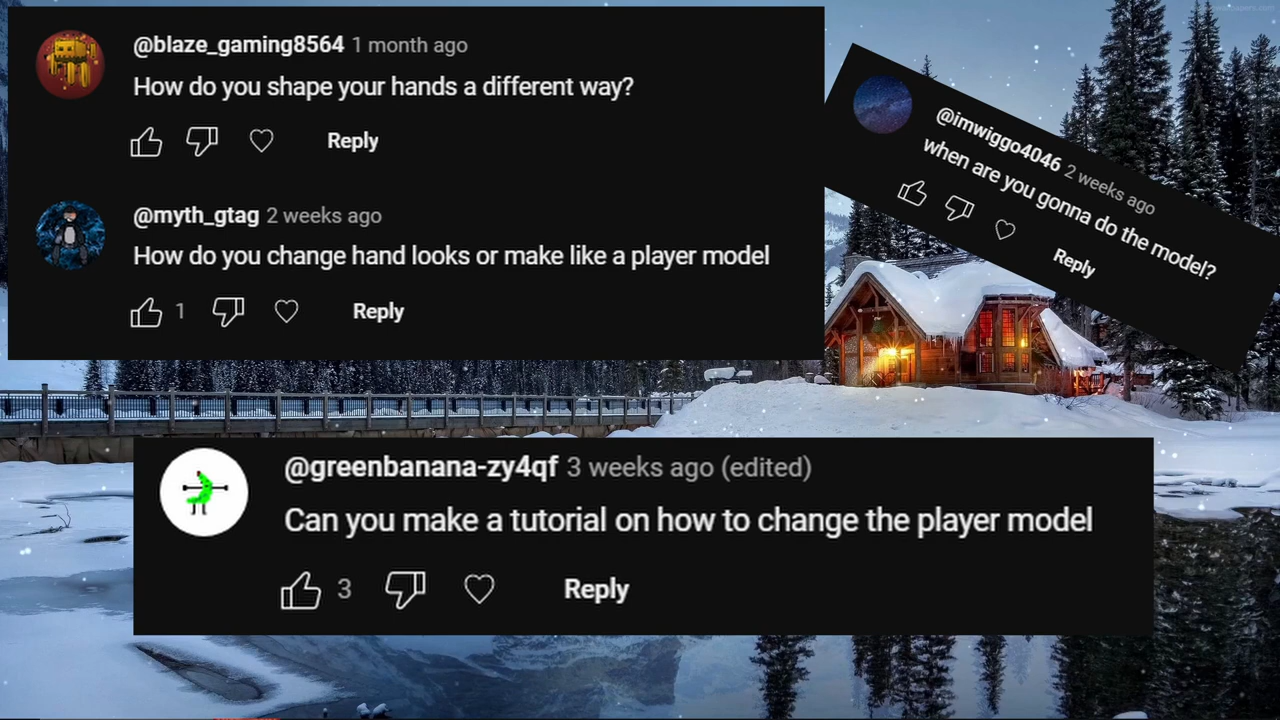 @blaze_gaming8564 1 month ago
How do you shape your hands a different way?
Reply
@myth_gtag 2 weeks ago
How do you change hand looks or make like a player model
1
Reply
@imwiggo4046 2 weeks ago
when are you gonna do the model?
Reply
@greenbanana-zy4qf 3 weeks ago (edited)
Can you make a tutorial on how to change the player model
3
Reply